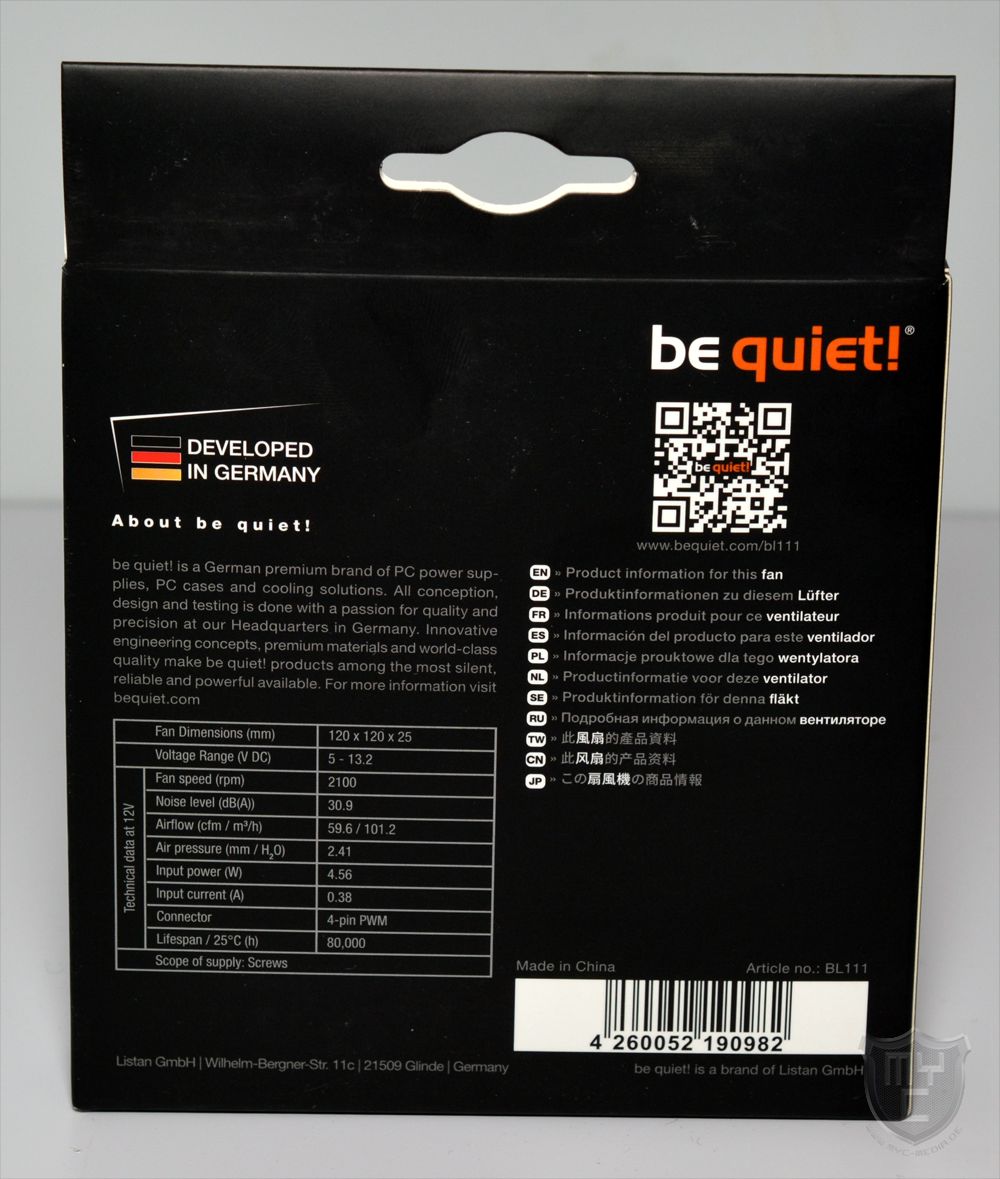 be quiet!®
DEVELOPED
IN GERMANY
be quiet!
www.bequiet.com/bl111
About be quiet!
be quiet! is a German premium brand of PC power sup-
plies, PC cases and cooling solutions. All conception,
design and testing is done with a passion for quality and
precision at our Headquarters in Germany. Innovative
engineering concepts, premium materials and world-class
quality make be quiet! products among the most silent,
reliable and powerful available. For more information visit
bequiet.com
EN » Product information for this fan
DE » Produktinformationen zu diesem Lüfter
FR » Informations produit pour ce ventilateur
ES » Información del producto para este ventilador
PL » Informacje prouktowe dla tego wentylatora
NL » Productinformatie voor deze ventilator
SE » Produktinformation för denna fläkt
RU » Подробная информация о данном вентиляторе
TW » 此風扇的產品資料
CN » 此风扇的产品资料
JP » この扇風機の商品情報
Fan Dimensions (mm) 120 x 120 x 25
Voltage Range (V DC) 5 - 13.2
Technical data at 12V
Fan speed (rpm) 2100
Noise level (dB(A)) 30.9
Airflow (cfm / m³/h) 59.6 / 101.2
Air pressure (mm / H₂O) 2.41
Input power (W) 4.56
Input current (A) 0.38
Connector 4-pin PWM
Lifespan / 25°C (h) 80,000
Scope of supply: Screws
Made in China Article no.: BL111
4 260052 190982
Listan GmbH | Wilhelm-Bergner-Str. 11c | 21509 Glinde | Germany
be quiet! is a brand of Listan GmbH
MYC
WWW.MYC-MEDIA.DE